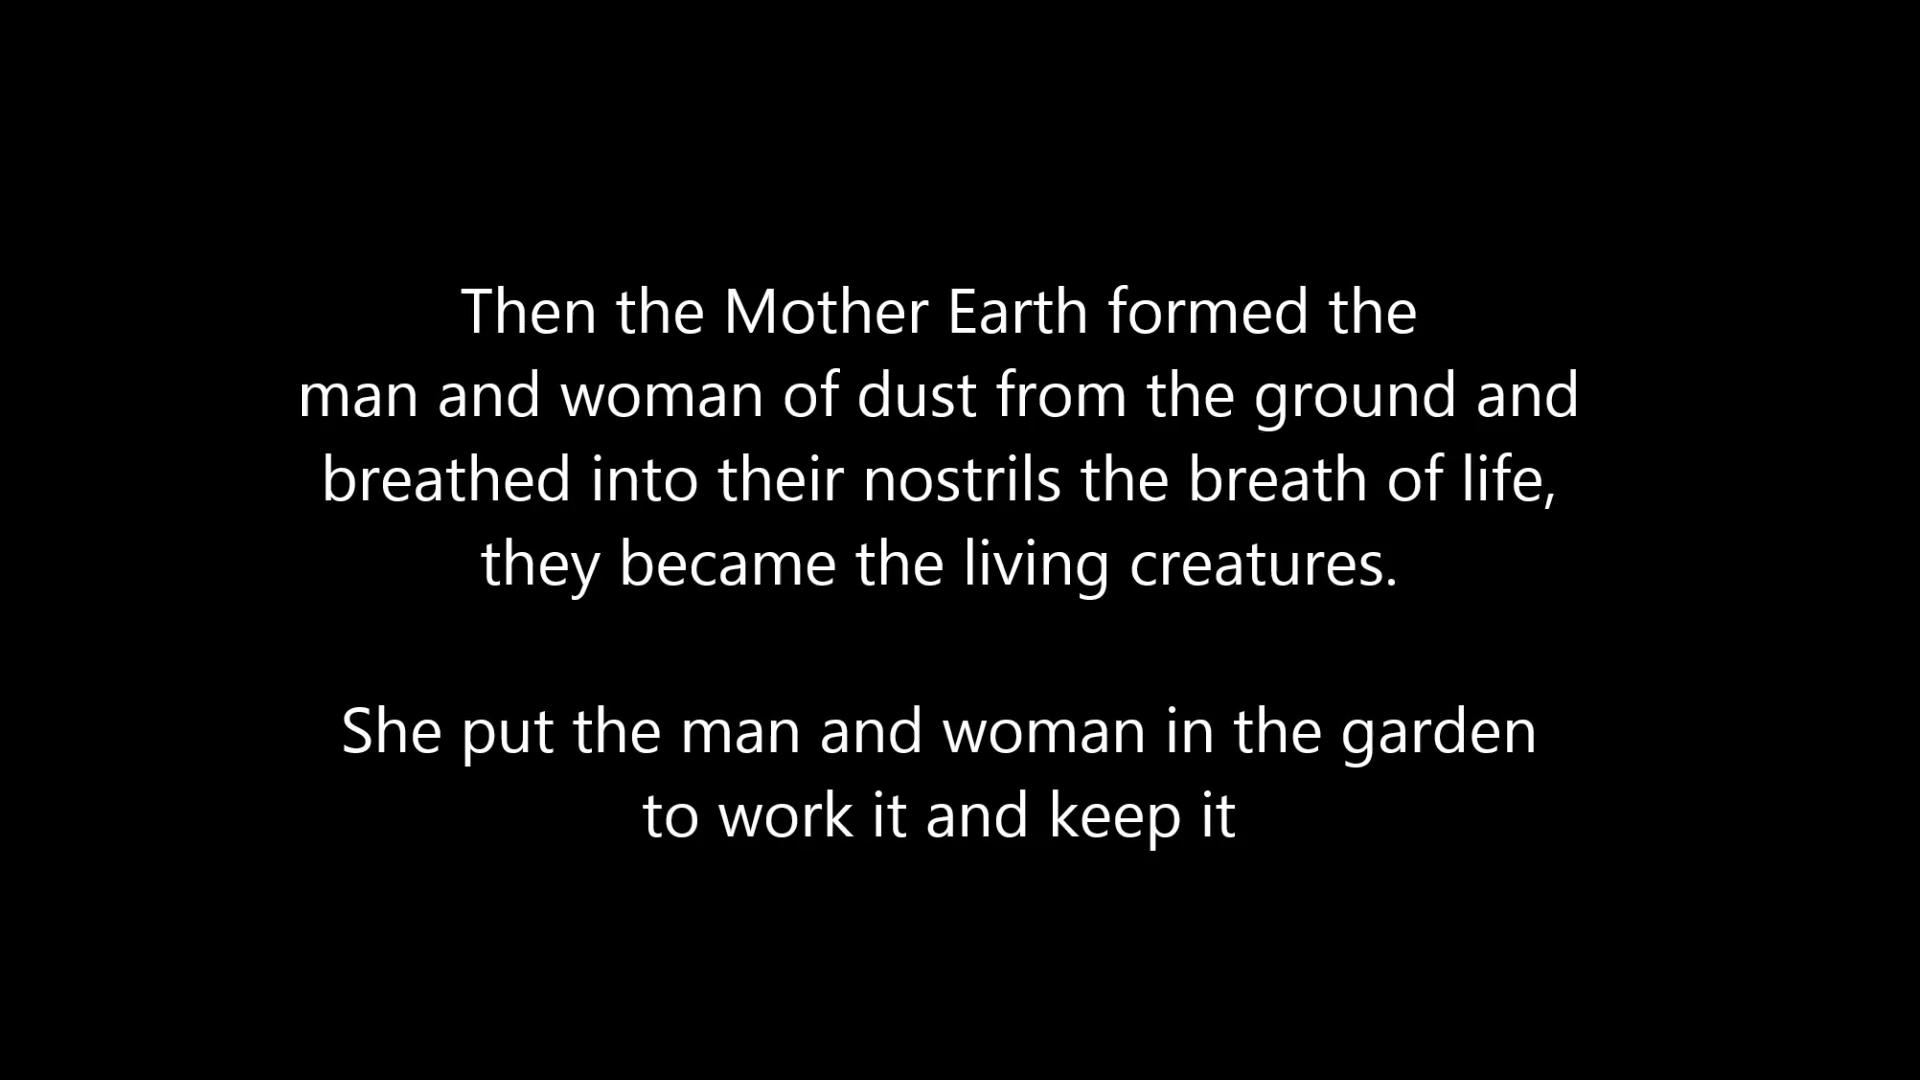 Then the Mother Earth formed the
man and woman of dust from the ground and
breathed into their nostrils the breath of life,
they became the living creatures.
She put the man and woman in the garden
to work it and keep it